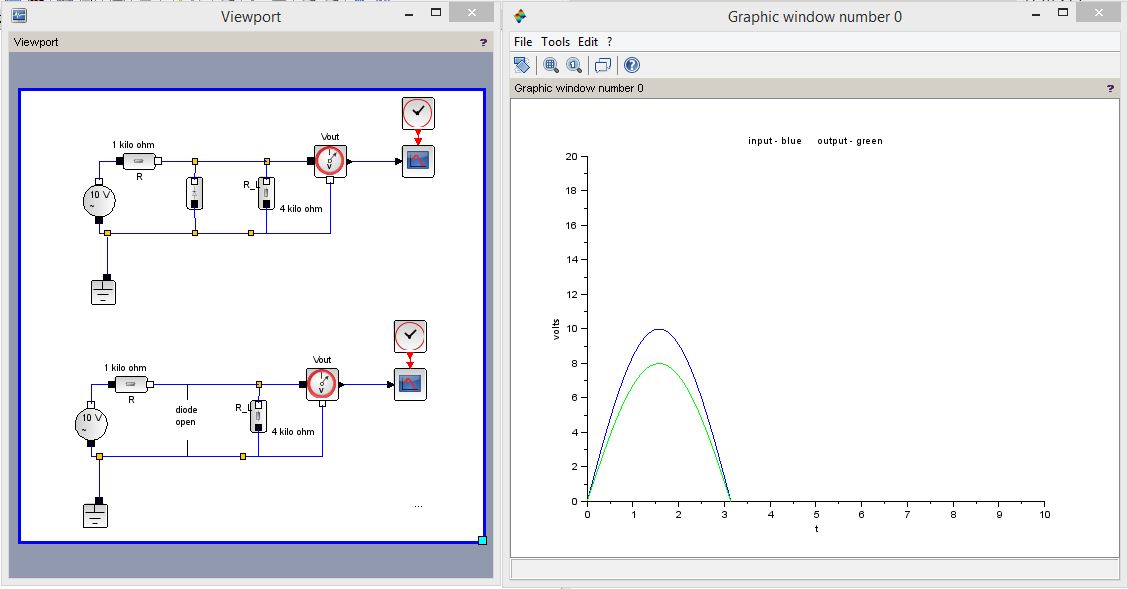 Viewport
Viewport ?
1 kilo ohm
R
10 V
~
R_L
4 kilo ohm
Vout
V
1 kilo ohm
R
10 V
~
diode
open
R_L
4 kilo ohm
Vout
V
...
Graphic window number 0
File Tools Edit ?
Graphic window number 0 ?
input - blue output - green
volts
20
18
16
14
12
10
8
6
4
2
0
0 1 2 3 4 5 6 7 8 9 10
t